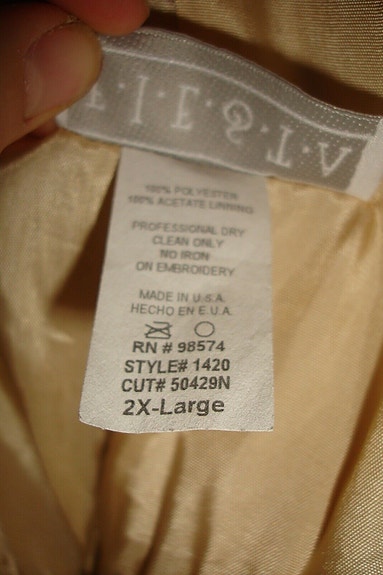 100% POLYESTER
100% ACETATE LINNING
PROFESSIONAL DRY
CLEAN ONLY
NO IRON
ON EMBROIDERY
MADE IN U.S.A.
HECHO EN E.U.A.
RN # 98574
STYLE# 1420
CUT# 50429N
2X-Large